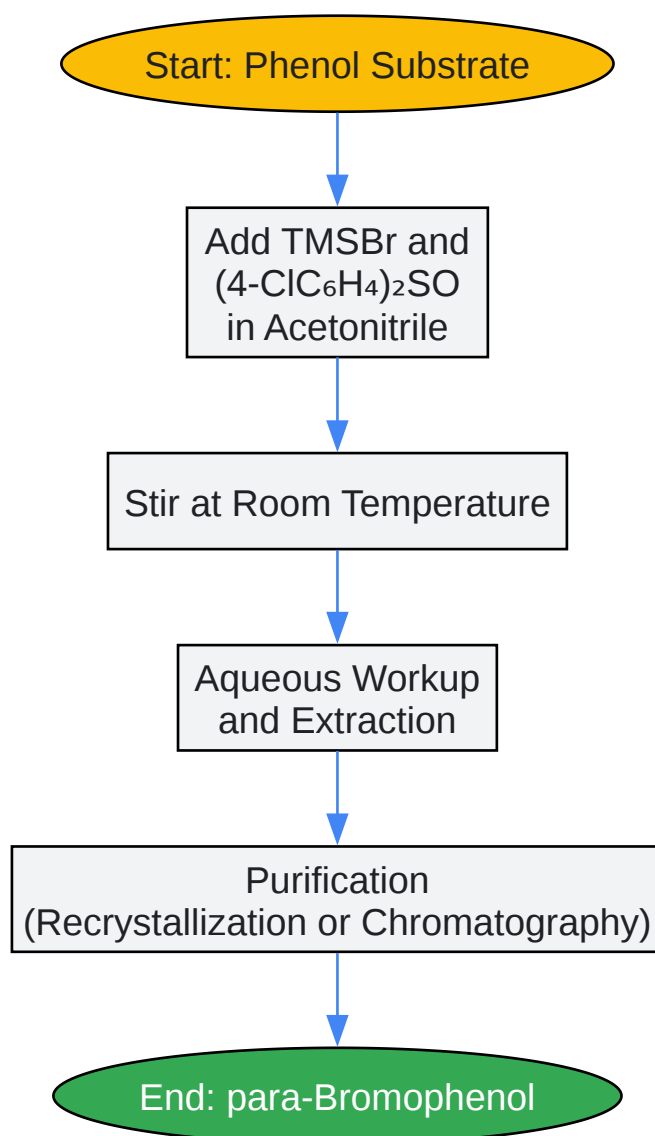 Start: Phenol Substrate
Add TMSBr and
(4-ClC₆H₄)₂SO
in Acetonitrile
Stir at Room Temperature
Aqueous Workup
and Extraction
Purification
(Recrystallization or Chromatography)
End: para-Bromophenol